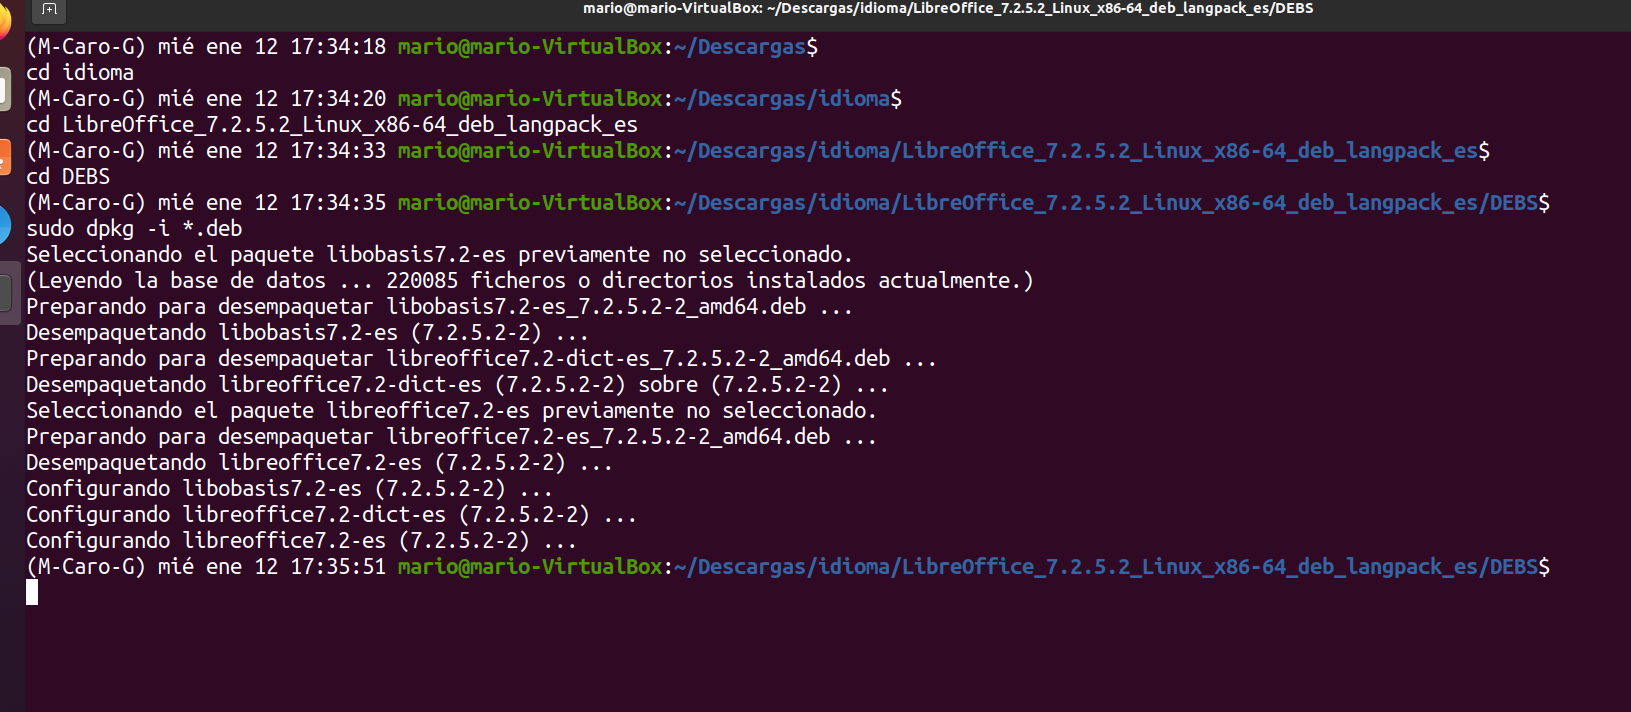 mario@mario-VirtualBox: ~/Descargas/idioma/LibreOffice_7.2.5.2_Linux_x86-64_deb_langpack_es/DEBS
(M-Caro-G) mié ene 12 17:34:18 mario@mario-VirtualBox:~/Descargas$
cd idioma
(M-Caro-G) mié ene 12 17:34:20 mario@mario-VirtualBox:~/Descargas/idioma$
cd LibreOffice_7.2.5.2_Linux_x86-64_deb_langpack_es
(M-Caro-G) mié ene 12 17:34:33 mario@mario-VirtualBox:~/Descargas/idioma/LibreOffice_7.2.5.2_Linux_x86-64_deb_langpack_es$
cd DEBS
(M-Caro-G) mié ene 12 17:34:35 mario@mario-VirtualBox:~/Descargas/idioma/LibreOffice_7.2.5.2_Linux_x86-64_deb_langpack_es/DEBS$
sudo dpkg -i *.deb
Seleccionando el paquete libobasis7.2-es previamente no seleccionado.
(Leyendo la base de datos ... 220085 ficheros o directorios instalados actualmente.)
Preparando para desempaquetar libobasis7.2-es_7.2.5.2-2_amd64.deb ...
Desempaquetando libobasis7.2-es (7.2.5.2-2) ...
Preparando para desempaquetar libreoffice7.2-dict-es_7.2.5.2-2_amd64.deb ...
Desempaquetando libreoffice7.2-dict-es (7.2.5.2-2) sobre (7.2.5.2-2) ...
Seleccionando el paquete libreoffice7.2-es previamente no seleccionado.
Preparando para desempaquetar libreoffice7.2-es_7.2.5.2-2_amd64.deb ...
Desempaquetando libreoffice7.2-es (7.2.5.2-2) ...
Configurando libobasis7.2-es (7.2.5.2-2) ...
Configurando libreoffice7.2-dict-es (7.2.5.2-2) ...
Configurando libreoffice7.2-es (7.2.5.2-2) ...
(M-Caro-G) mié ene 12 17:35:51 mario@mario-VirtualBox:~/Descargas/idioma/LibreOffice_7.2.5.2_Linux_x86-64_deb_langpack_es/DEBS$